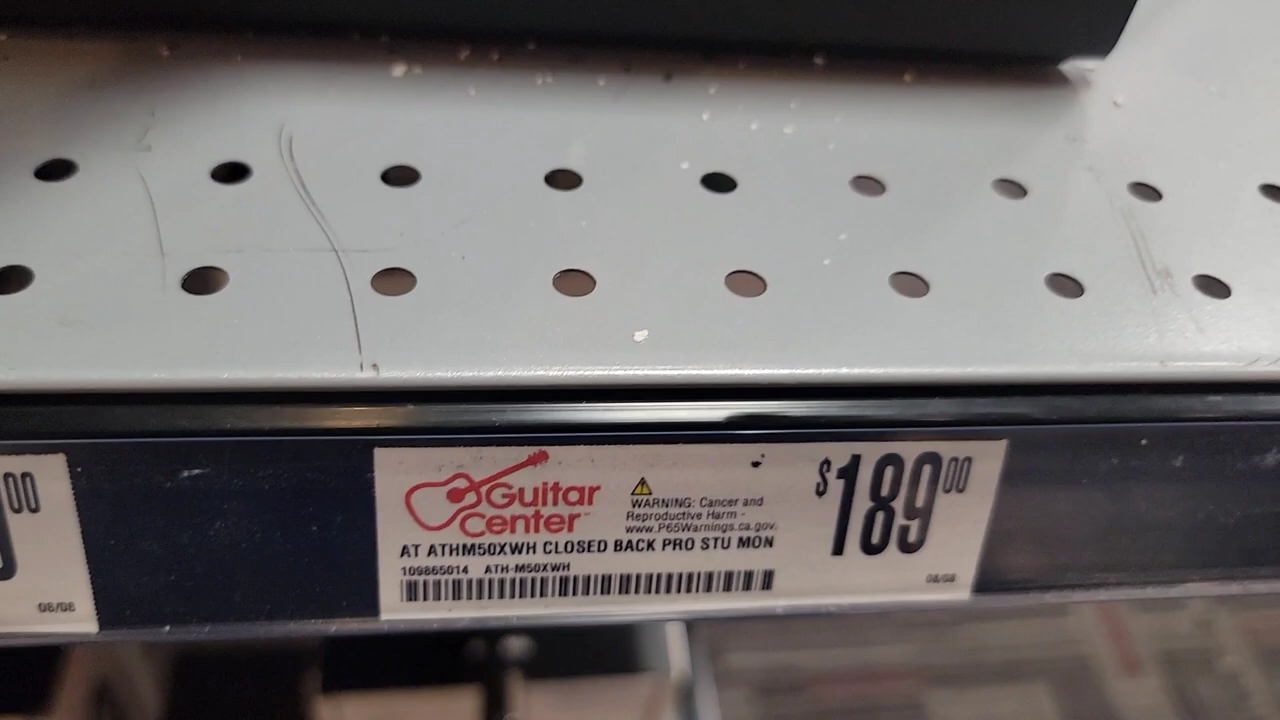 00
08/08
Guitar
Center™
WARNING: Cancer and
Reproductive Harm -
www.P65Warnings.ca.gov.
$189 00
AT ATHM50XWH CLOSED BACK PRO STU MON
109865014 ATH-M50XWH
08/08